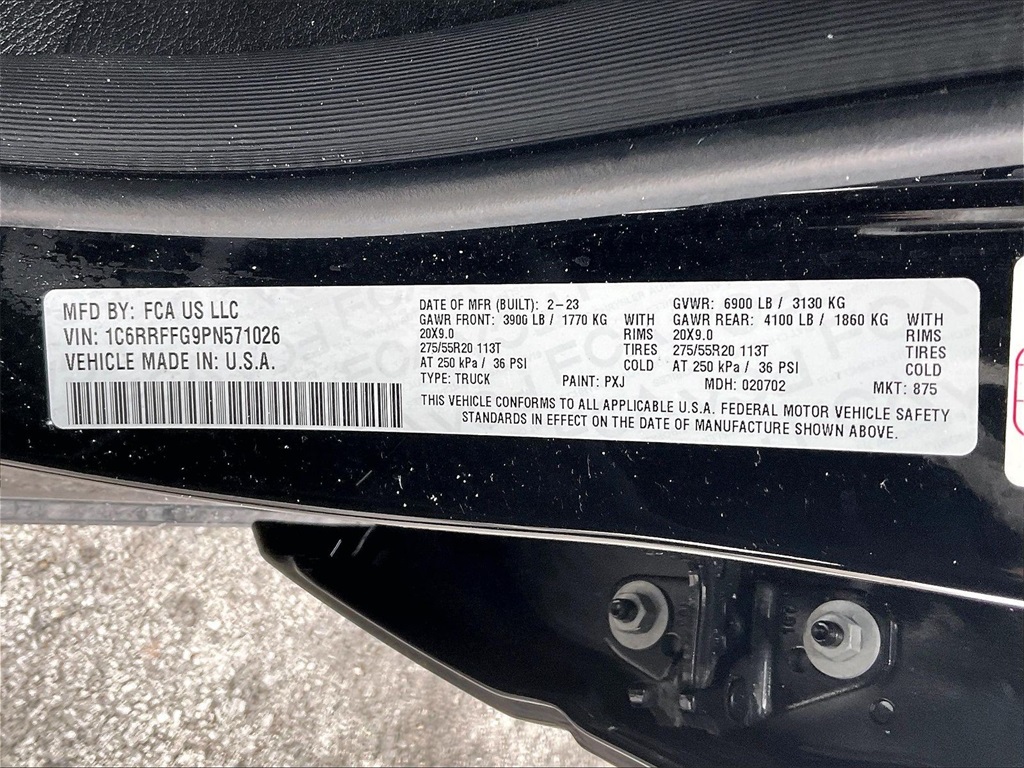 MFD BY: FCA US LLC
VIN: 1C6RRFFG9PN571026
VEHICLE MADE IN: U.S.A.
DATE OF MFR (BUILT): 2-23
GAWR FRONT: 3900 LB / 1770 KG WITH
20X9.0 RIMS
275/55R20 113T TIRES
AT 250 kPa / 36 PSI COLD
TYPE: TRUCK PAINT: PXJ
GVWR: 6900 LB / 3130 KG
GAWR REAR: 4100 LB / 1860 KG WITH
20X9.0 RIMS
275/55R20 113T TIRES
AT 250 kPa / 36 PSI COLD
MDH: 020702 MKT: 875
THIS VEHICLE CONFORMS TO ALL APPLICABLE U.S.A. FEDERAL MOTOR VEHICLE SAFETY
STANDARDS IN EFFECT ON THE DATE OF MANUFACTURE SHOWN ABOVE.